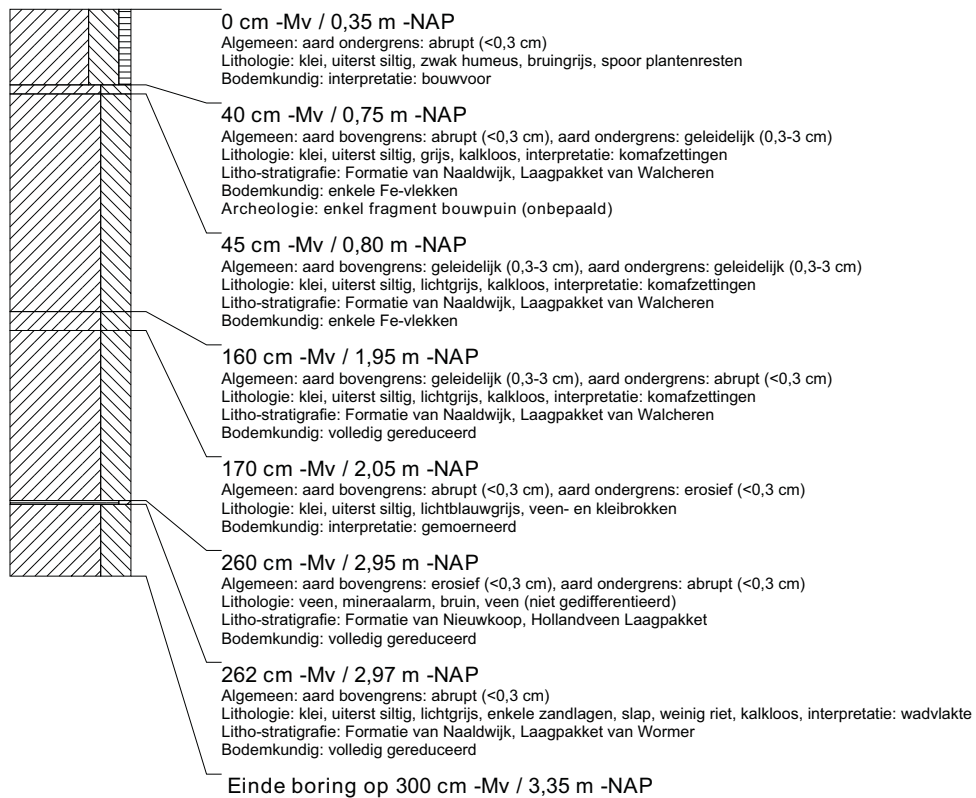 0 cm -Mv / 0,35 m -NAP
Algemeen: aard ondergrens: abrupt (<0,3 cm)
Lithologie: klei, uiterst siltig, zwak humeus, bruingrijs, spoor plantenresten
Bodemkundig: interpretatie: bouwvoor
40 cm -Mv / 0,75 m -NAP
Algemeen: aard bovengrens: abrupt (<0,3 cm), aard ondergrens: geleidelijk (0,3-3 cm)
Lithologie: klei, uiterst siltig, grijs, kalkloos, interpretatie: komafzettingen
Litho-stratigrafie: Formatie van Naaldwijk, Laagpakket van Walcheren
Bodemkundig: enkele Fe-vlekken
Archeologie: enkel fragment bouwpuin (onbepaald)
45 cm -Mv / 0,80 m -NAP
Algemeen: aard bovengrens: geleidelijk (0,3-3 cm), aard ondergrens: geleidelijk (0,3-3 cm)
Lithologie: klei, uiterst siltig, lichtgrijs, kalkloos, interpretatie: komafzettingen
Litho-stratigrafie: Formatie van Naaldwijk, Laagpakket van Walcheren
Bodemkundig: enkele Fe-vlekken
160 cm -Mv / 1,95 m -NAP
Algemeen: aard bovengrens: geleidelijk (0,3-3 cm), aard ondergrens: abrupt (<0,3 cm)
Lithologie: klei, uiterst siltig, lichtgrijs, kalkloos, interpretatie: komafzettingen
Litho-stratigrafie: Formatie van Naaldwijk, Laagpakket van Walcheren
Bodemkundig: volledig gereduceerd
170 cm -Mv / 2,05 m -NAP
Algemeen: aard bovengrens: abrupt (<0,3 cm), aard ondergrens: erosief (<0,3 cm)
Lithologie: klei, uiterst siltig, lichtblauwgrijs, veen- en kleibrokken
Bodemkundig: interpretatie: gemoerneerd
260 cm -Mv / 2,95 m -NAP
Algemeen: aard bovengrens: erosief (<0,3 cm), aard ondergrens: abrupt (<0,3 cm)
Lithologie: veen, mineraalarm, bruin, veen (niet gedifferentieerd)
Litho-stratigrafie: Formatie van Nieuwkoop, Hollandveen Laagpakket
Bodemkundig: volledig gereduceerd
262 cm -Mv / 2,97 m -NAP
Algemeen: aard bovengrens: abrupt (<0,3 cm)
Lithologie: klei, uiterst siltig, lichtgrijs, enkele zandlagen, slap, weinig riet, kalkloos, interpretatie: wadvlakte
Litho-stratigrafie: Formatie van Naaldwijk, Laagpakket van Wormer
Bodemkundig: volledig gereduceerd
Einde boring op 300 cm -Mv / 3,35 m -NAP